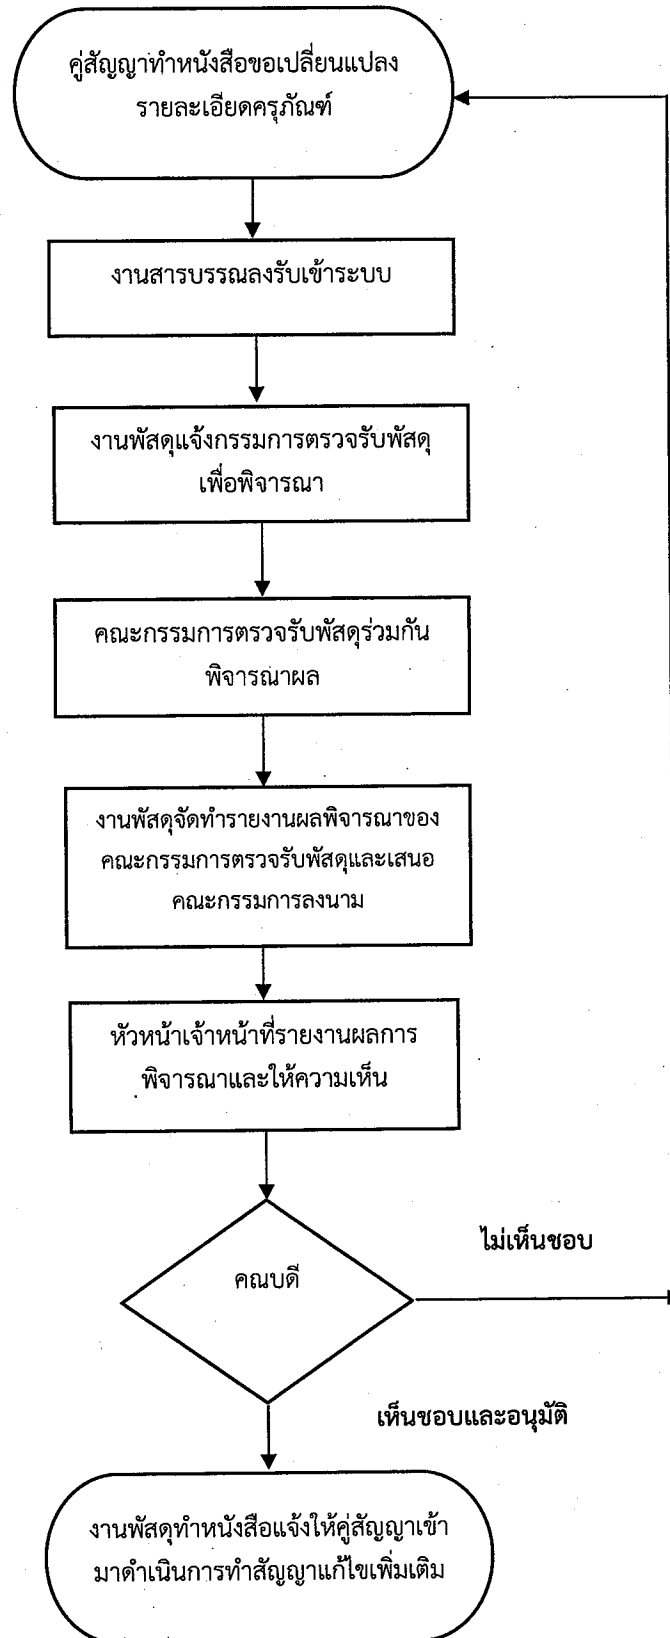 คู่สัญญาทำหนังสือขอเปลี่ยนแปลง
รายละเอียดครุภัณฑ์
งานสารบรรณลงรับเข้าระบบ
งานพัสดุแจ้งกรรมการตรวจรับพัสดุ
เพื่อพิจารณา
คณะกรรมการตรวจรับพัสดุร่วมกัน
พิจารณาผล
งานพัสดุจัดทำรายงานผลพิจารณาของ
คณะกรรมการตรวจรับพัสดุและเสนอ
คณะกรรมการลงนาม
หัวหน้าเจ้าหน้าที่รายงานผลการ
พิจารณาและให้ความเห็น
ไม่เห็นชอบ
คณบดี
เห็นชอบและอนุมัติ
งานพัสดุทำหนังสือแจ้งให้คู่สัญญาเข้า
มาดำเนินการทำสัญญาแก้ไขเพิ่มเติม